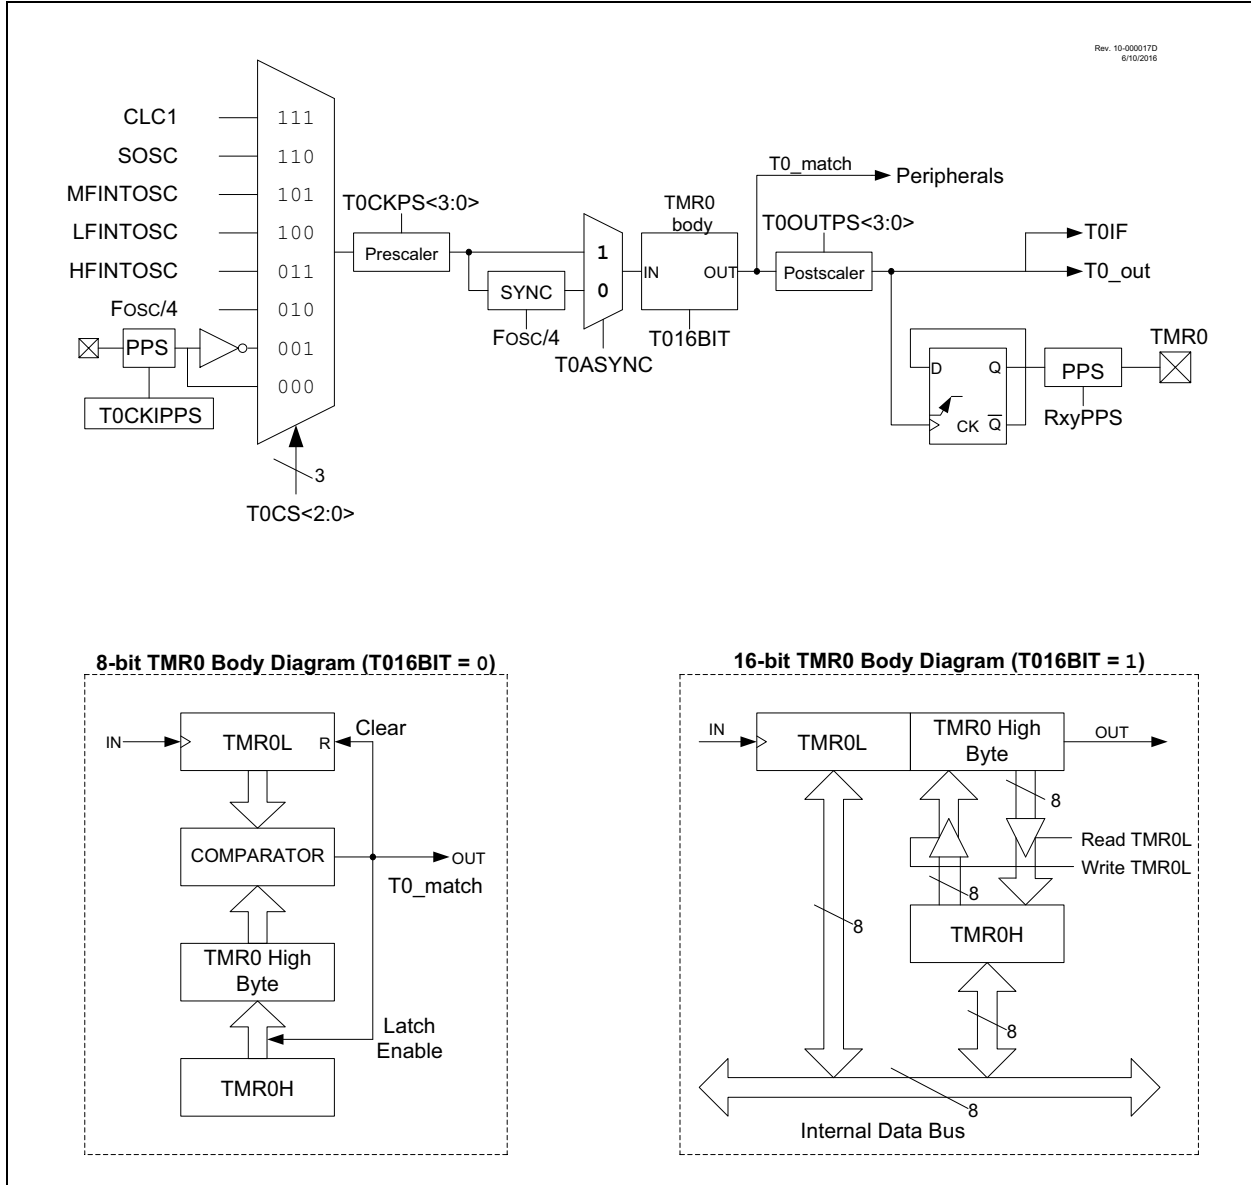 Rev. 10-000017D
6/10/2016
CLC1
111
SOSC
110
MFINTOSC
101
LFINTOSC
100
HFINTOSC
011
FOSC/4
010
PPS
001
000
T0CKIPPS
3
T0CS<2:0>
T0CKPS<3:0>
Prescaler
SYNC
FOSC/4
1
0
T0ASYNC
TMR0
body
IN
OUT
T016BIT
T0_match
Peripherals
T0OUTPS<3:0>
Postscaler
T0IF
T0_out
D
Q
CK
Q
PPS
RxyPPS
TMR0
8-bit TMR0 Body Diagram (T016BIT = 0)
IN
TMR0L
R
Clear
COMPARATOR
OUT
T0_match
TMR0 High
Byte
Latch
Enable
TMR0H
16-bit TMR0 Body Diagram (T016BIT = 1)
IN
TMR0L
TMR0 High
Byte
OUT
8
Read TMR0L
Write TMR0L
8
TMR0H
8
8
8
Internal Data Bus